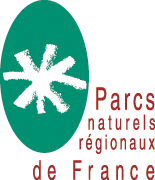 Parcs
naturels
régionaux
de France